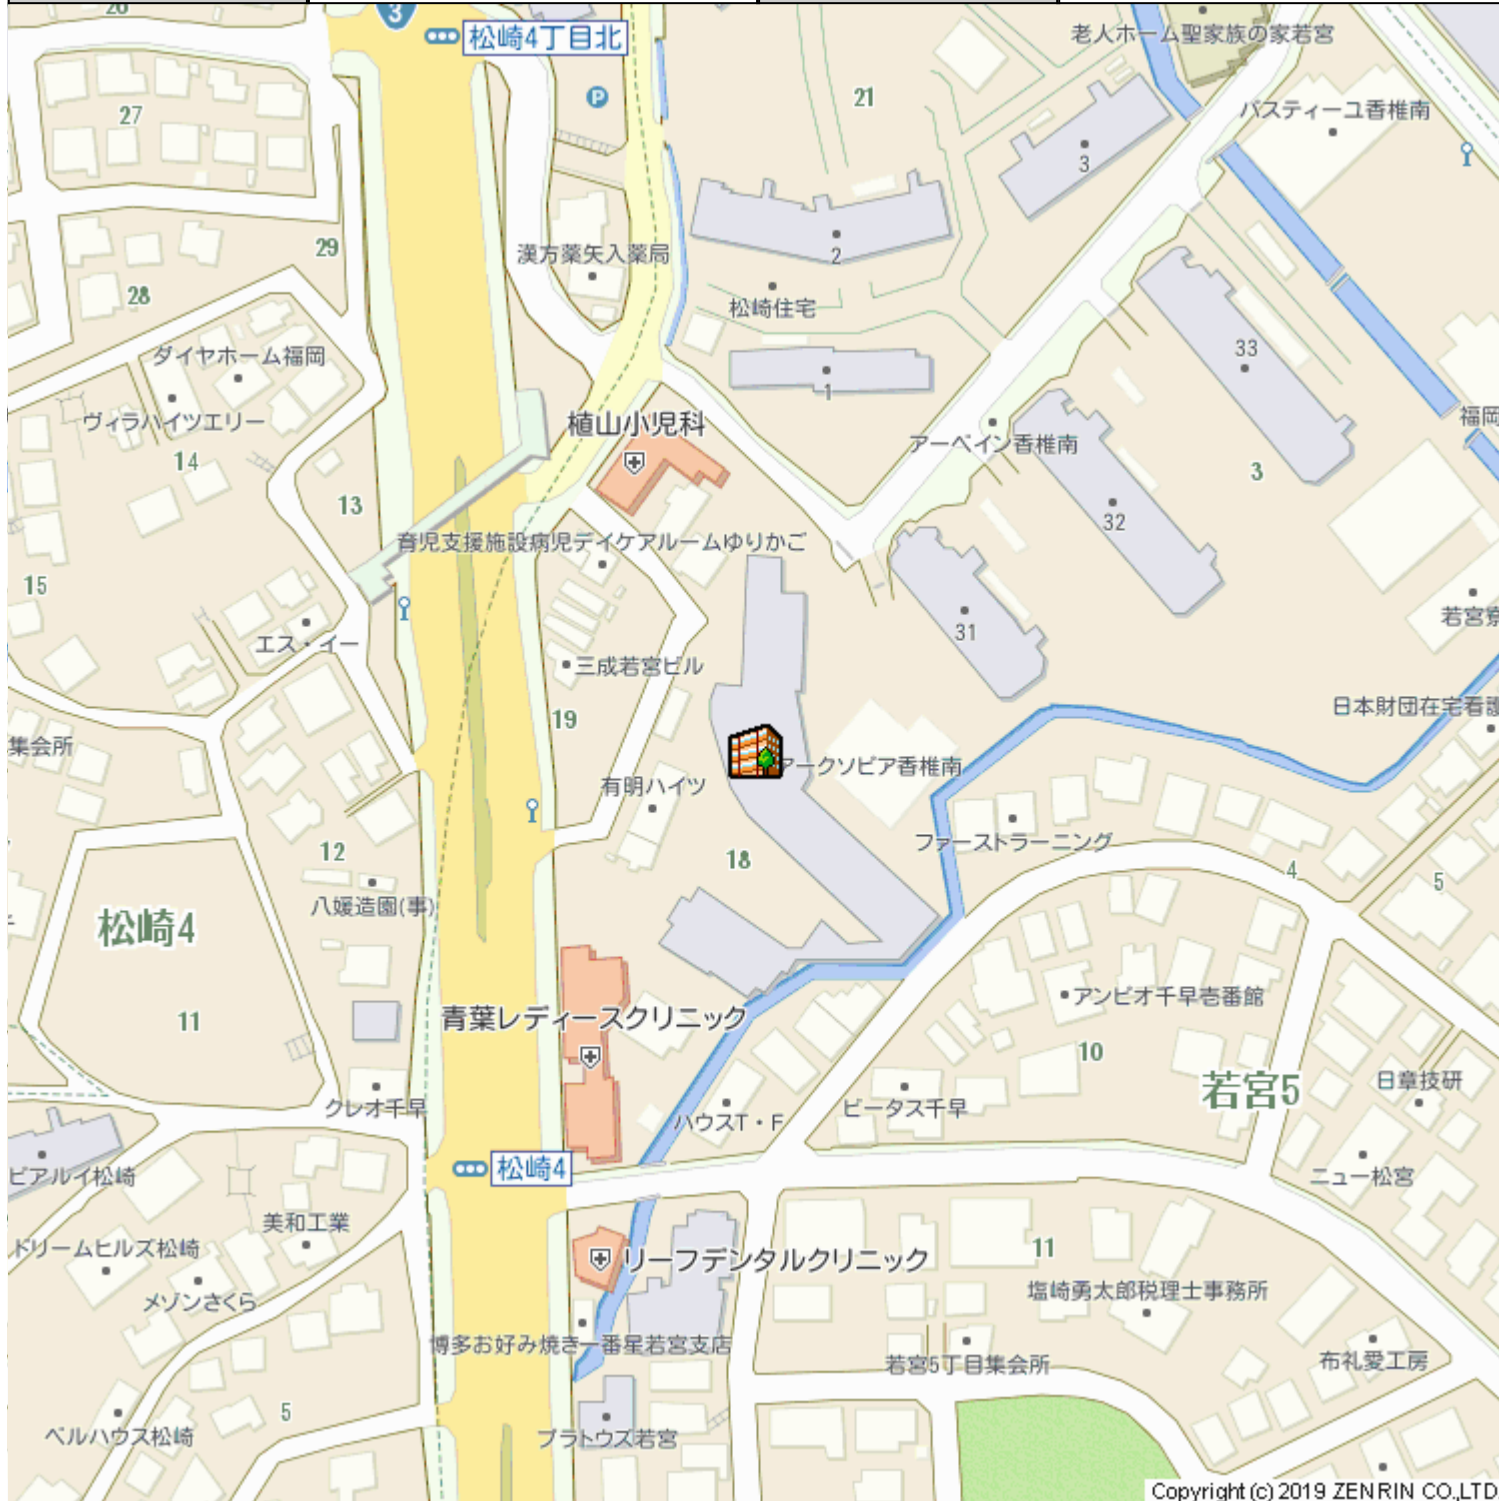 26
3
松崎4丁目北
老人ホーム聖家族の家若宮
27
P
21
パスティーユ香椎南
3
29
漢方薬矢入薬局
2
28
松崎住宅
ダイヤホーム福岡
33
1
ヴィラハイツエリー
植山小児科
アーベイン香椎南
福岡
14
13
3
32
育児支援施設病児デイケアルームゆりかご
15
31
若宮寮
エス・イー
三成若宮ビル
19
日本財団在宅看護
集会所
アークソピア香椎南
有明ハイツ
ファーストラーニング
12
18
4
5
八媛造園(事)
松崎4
アンビオ千早壱番館
11
青葉レディースクリニック
10
若宮5
日章技研
クレオ千早
ハウスT・F
ビータス千早
ピアルイ松崎
松崎4
ニュー松宮
美和工業
ドリームヒルズ松崎
リーフデンタルクリニック
11
メゾンさくら
塩崎勇太郎税理士事務所
博多お好み焼き一番星若宮支店
若宮5丁目集会所
布礼愛工房
5
ベルハウス松崎
プラトウズ若宮
Copyright (c) 2019 ZENRIN CO.,LTD